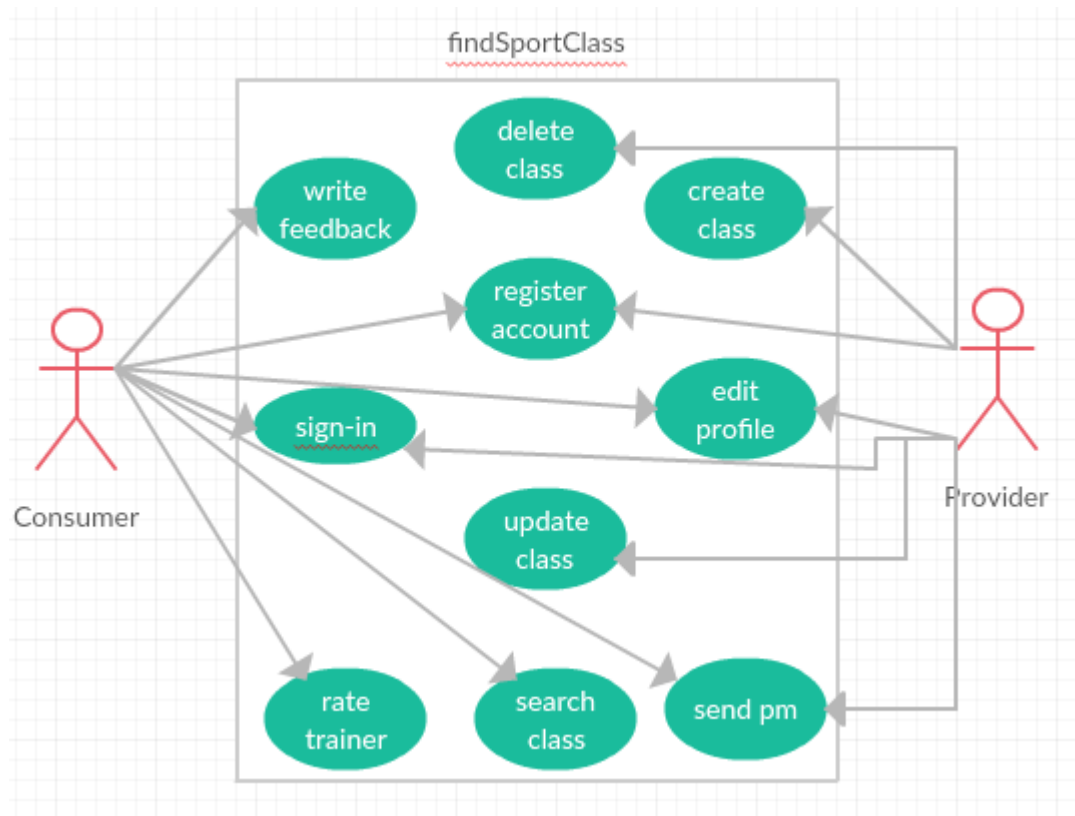 findSportClass
delete
class
write
feedback
create
class
register
account
edit
profile
sign-in
Consumer
Provider
update
class
rate
trainer
search
class
send pm